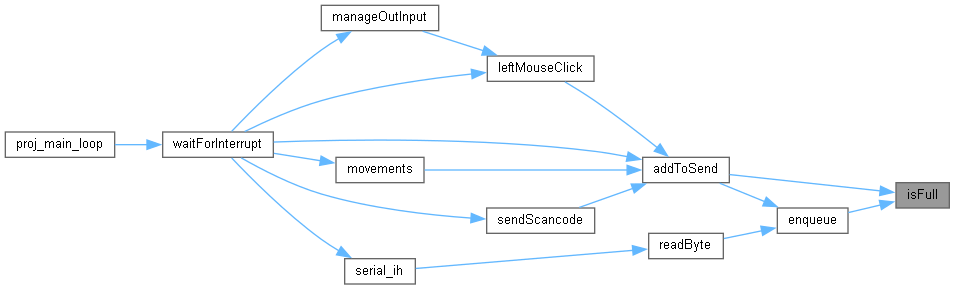 manageOutInput
leftMouseClick
proj_main_loop
waitForInterrupt
movements
addToSend
isFull
sendScancode
enqueue
readByte
serial_ih